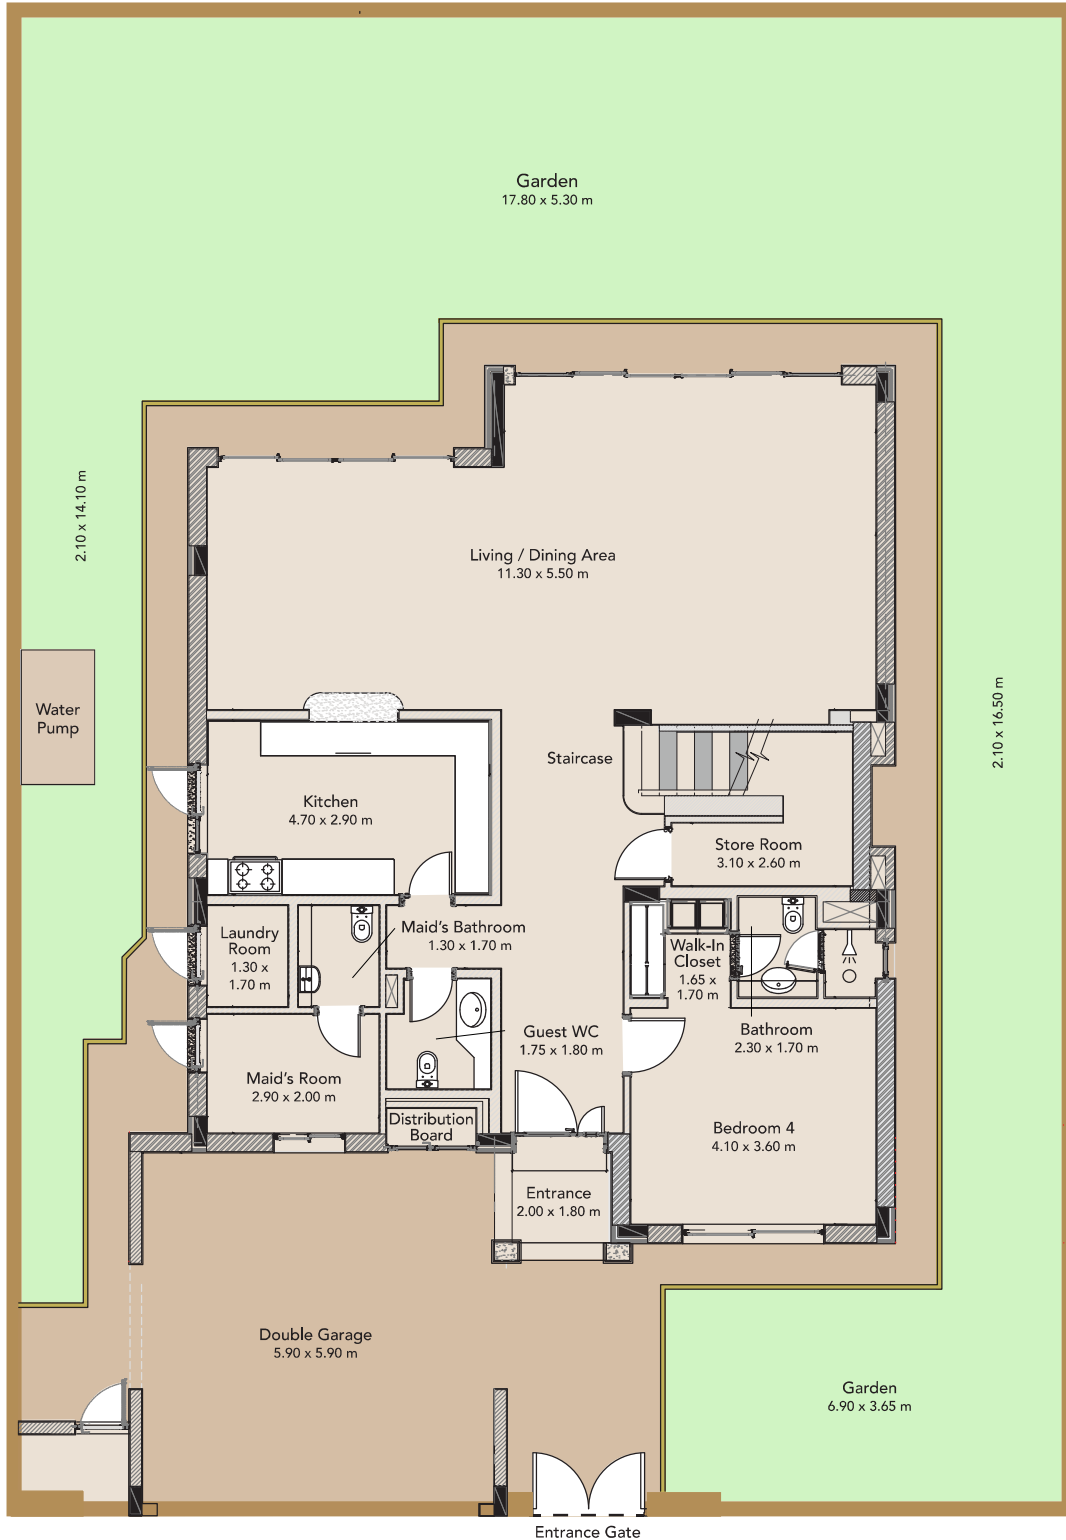 Garden
17.80 x 5.30 m
2.10 x 14.10 m
Living / Dining Area
11.30 x 5.50 m
Water
Pump
2.10 x 16.50 m
Staircase
Kitchen
4.70 x 2.90 m
Store Room
3.10 x 2.60 m
Laundry
Room
1.30 x
1.70 m
Maid's Bathroom
1.30 x 1.70 m
Walk-In
Closet
1.65 x
1.70 m
Guest WC
1.75 x 1.80 m
Bathroom
2.30 x 1.70 m
Maid's Room
2.90 x 2.00 m
Distribution
Board
Bedroom 4
4.10 x 3.60 m
Entrance
2.00 x 1.80 m
Double Garage
5.90 x 5.90 m
Garden
6.90 x 3.65 m
Entrance Gate